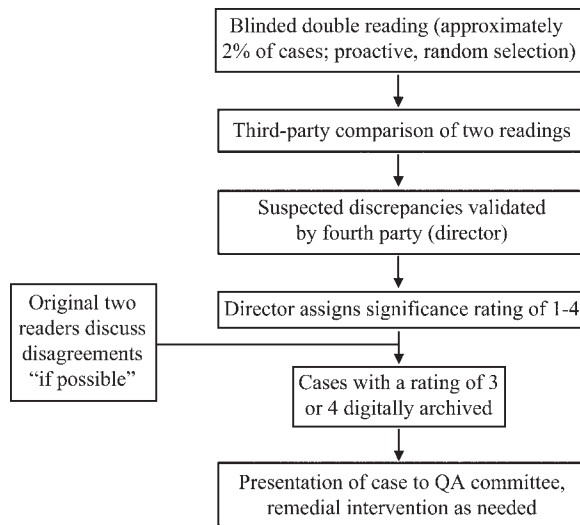 Blinded double reading (approximately
2% of cases; proactive, random selection)
Third-party comparison of two readings
Suspected discrepancies validated
by fourth party (director)
Director assigns significance rating of 1-4
Original two
readers discuss
disagreements
“if possible”
Cases with a rating of 3
or 4 digitally archived
Presentation of case to QA committee,
remedial intervention as needed